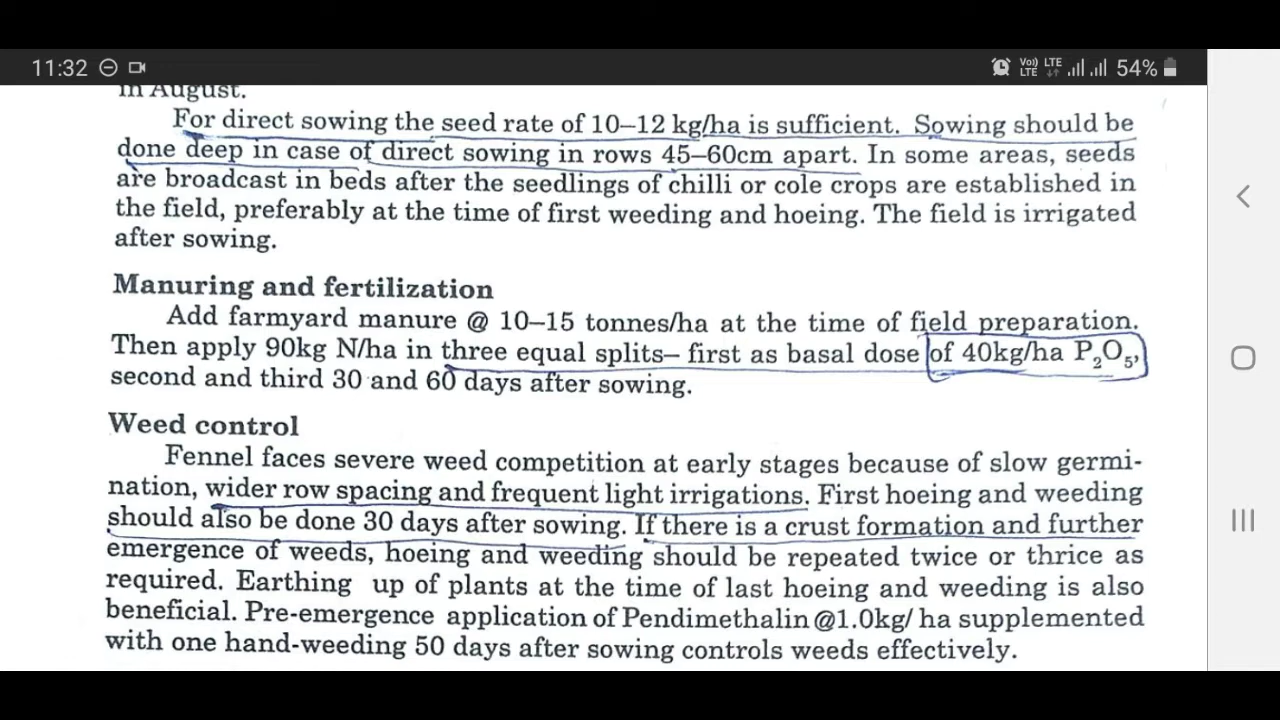 11:32
Vo)) LTE
LTE
54%
in August.
For direct sowing the seed rate of 10–12 kg/ha is sufficient. Sowing should be
done deep in case of direct sowing in rows 45–60cm apart. In some areas, seeds
are broadcast in beds after the seedlings of chilli or cole crops are established in
the field, preferably at the time of first weeding and hoeing. The field is irrigated
after sowing.
Manuring and fertilization
Add farmyard manure @ 10–15 tonnes/ha at the time of field preparation.
Then apply 90kg N/ha in three equal splits– first as basal dose of 40kg/ha P₂O₅,
second and third 30 and 60 days after sowing.
Weed control
Fennel faces severe weed competition at early stages because of slow germi-
nation, wider row spacing and frequent light irrigations. First hoeing and weeding
should also be done 30 days after sowing. If there is a crust formation and further
emergence of weeds, hoeing and weeding should be repeated twice or thrice as
required. Earthing up of plants at the time of last hoeing and weeding is also
beneficial. Pre-emergence application of Pendimethalin @1.0kg/ ha supplemented
with one hand-weeding 50 days after sowing controls weeds effectively.